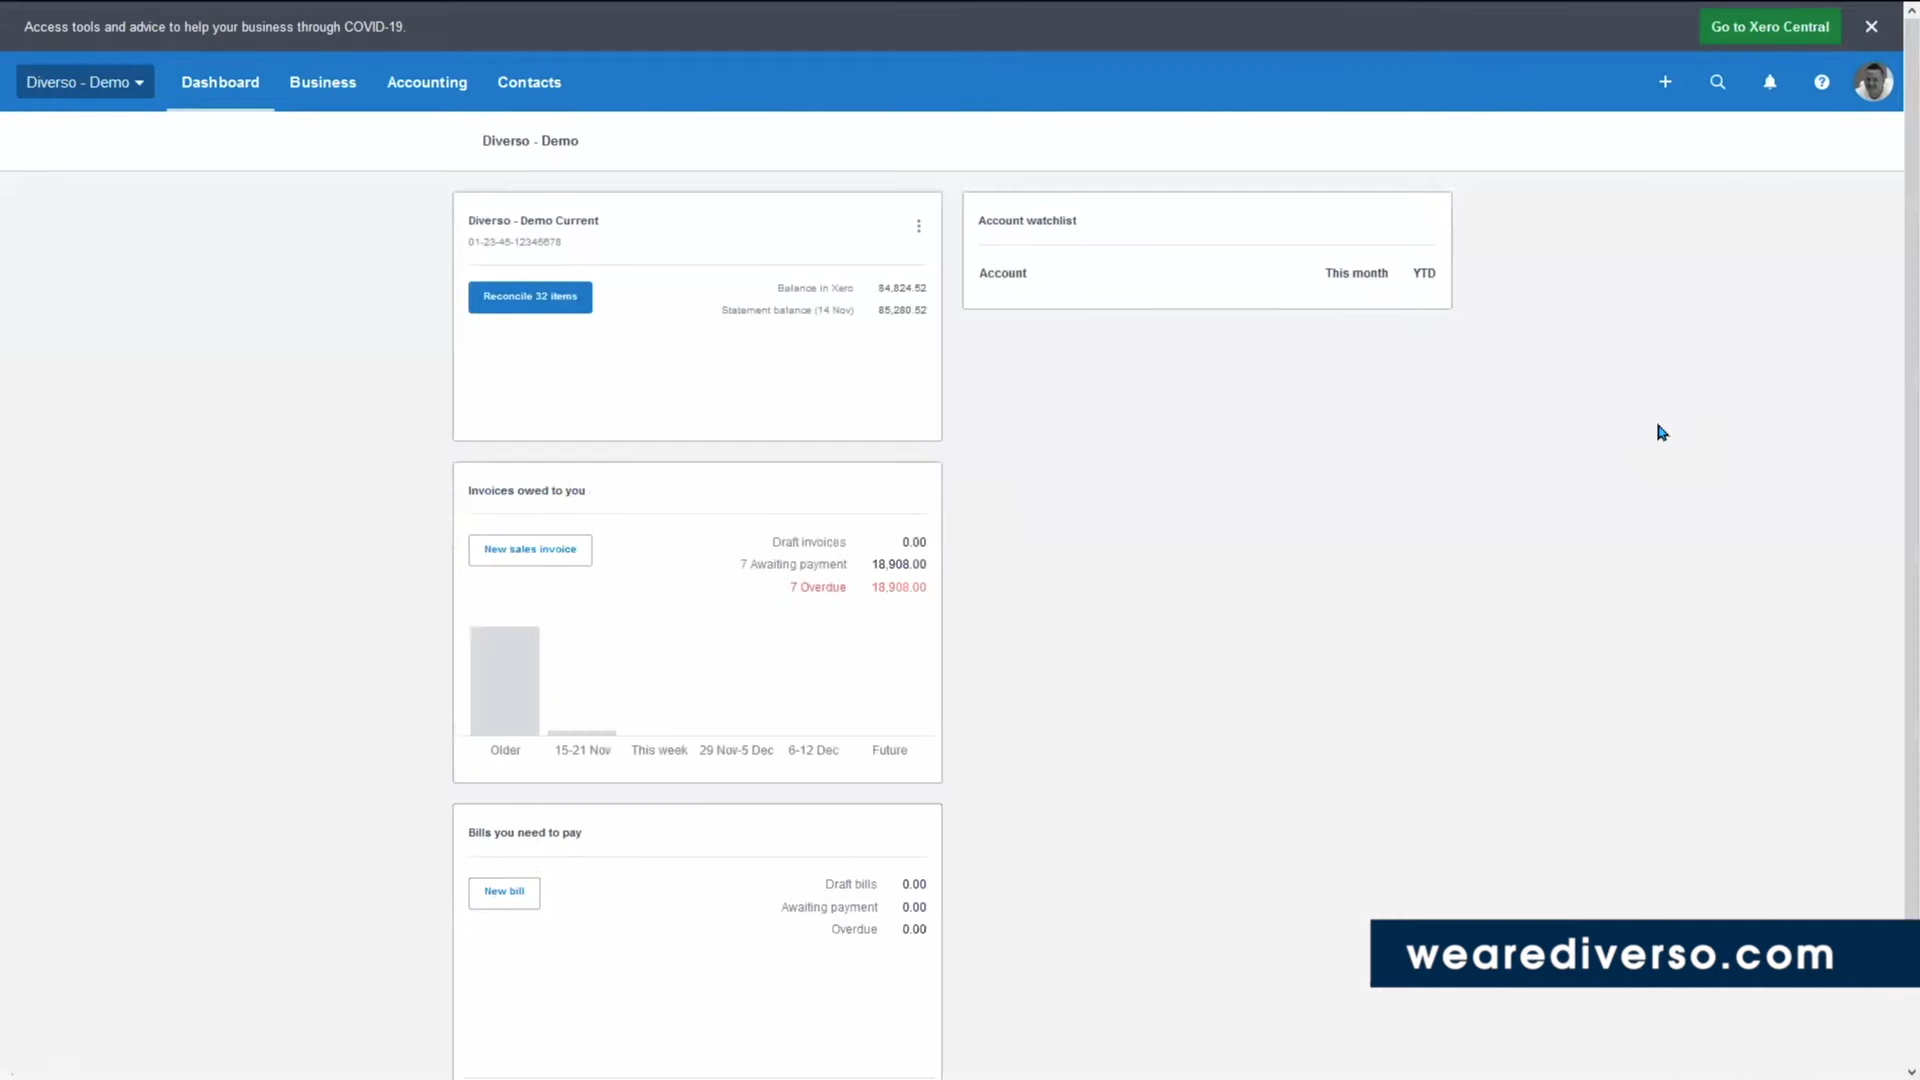 Access tools and advice to help your business through COVID-19.
Go to Xero Central
Diverso - Demo
Dashboard
Business
Accounting
Contacts
Diverso - Demo
Diverso - Demo Current
01-23-45-12345678
Reconcile 32 items
Balance in Xero 84,824.52
Statement balance (14 Nov) 85,280.52
Account watchlist
Account This month YTD
Invoices owed to you
New sales invoice
Draft invoices 0.00
7 Awaiting payment 18,908.00
7 Overdue 18,908.00
Older 15-21 Nov This week 29 Nov-5 Dec 6-12 Dec Future
Bills you need to pay
New bill
Draft bills 0.00
Awaiting payment 0.00
Overdue 0.00
wearediverso.com